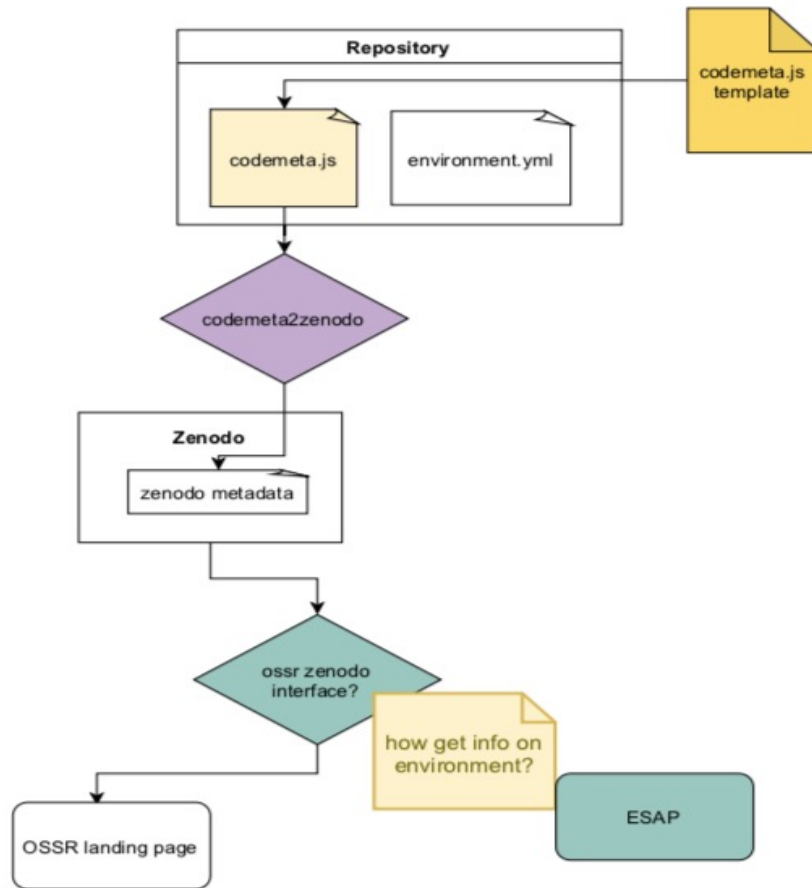 Repository
codemeta.js
template
codemeta.js
environment.yml
codemeta2zenodo
Zenodo
zenodo metadata
ossr zenodo
interface?
how get info on
environment?
ESAP
OSSR landing page